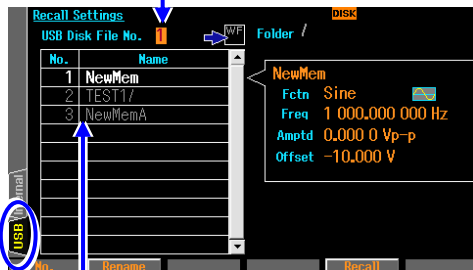 Recall Settings
DISK
USB Disk File No. 1
WF
Folder /
No. Name
1 NewMem
2 TEST1/
3 NewMemA
NewMem
Fctn Sine
Freq 1 000.000 000 Hz
Amptd 0.000 0 Vp-p
Offset -10.000 V
Internal
USB
No.
Rename
Recall